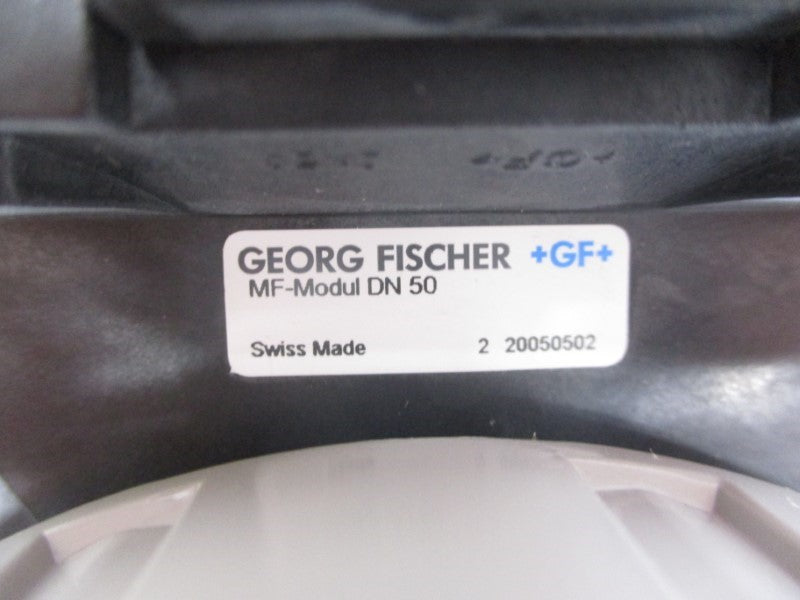 GEORG FISCHER +GF+
MF-Modul DN 50
Swiss Made 2 20050502